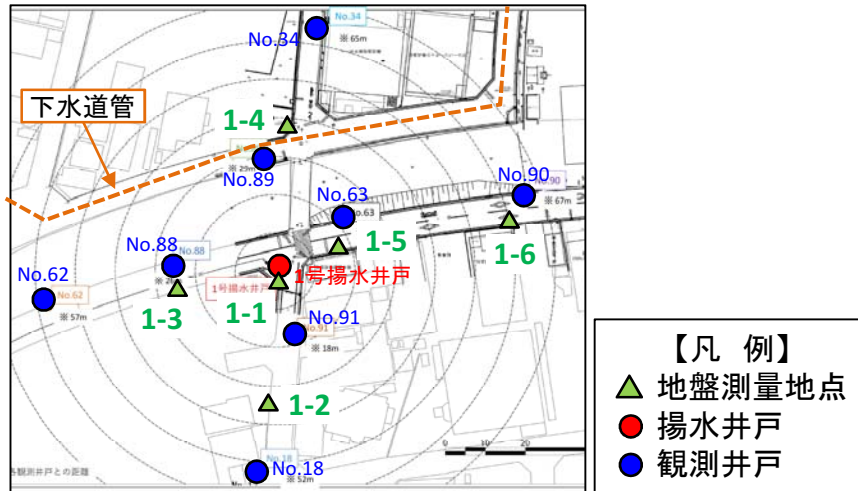 No.34
No.34
※ 65m
下水道管
1-4
※ 29m
No.89
No.90
No.90
※ 67m
No.63
No.63
1-5
1-6
No.88
No.88
No.62
No.62
※ 57m
1号揚水井戸
1号揚水井戸
1-3
1-1
No.91
No.91
※ 18m
1-2
No.18
No.18
※ 52m
0 10 20
各観測井戸との距離
【凡 例】
地盤測量地点
揚水井戸
観測井戸